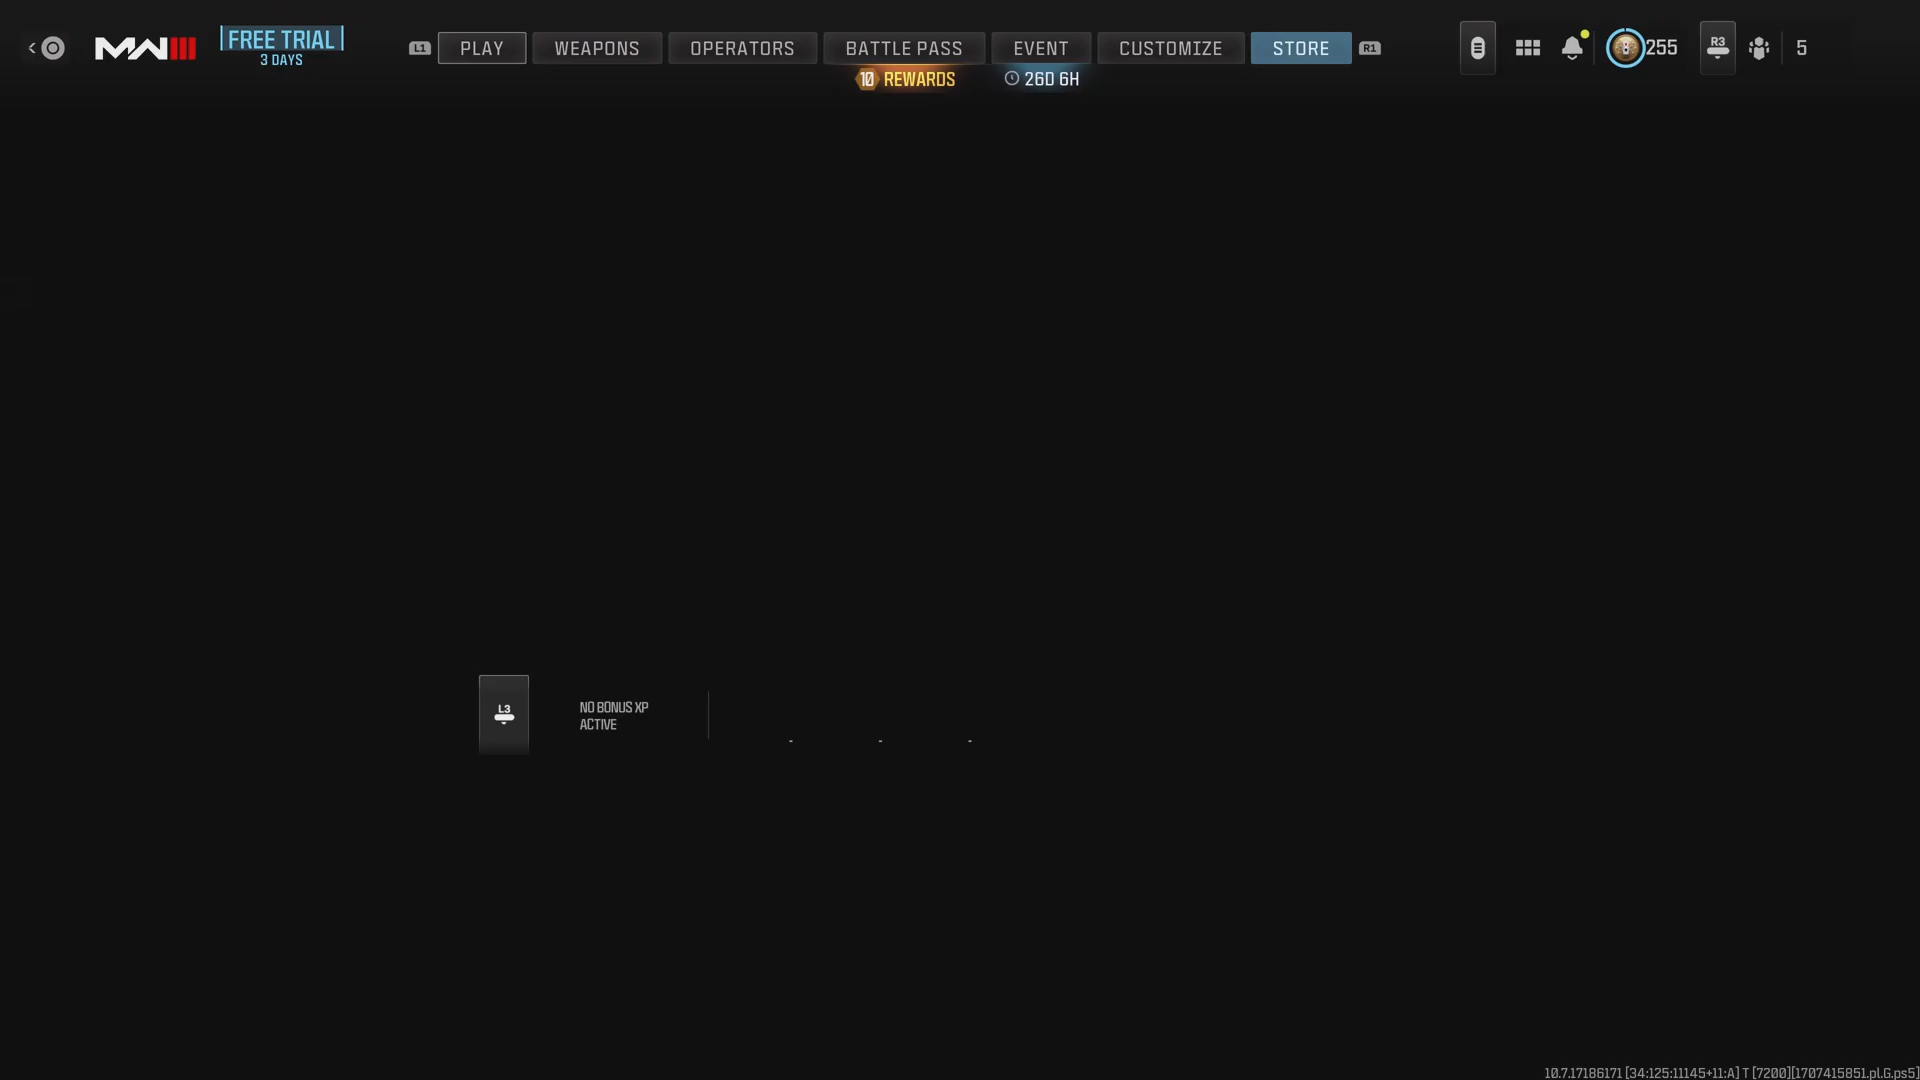 MWIII
FREE TRIAL
3 DAYS
L1
PLAY
WEAPONS
OPERATORS
BATTLE PASS
EVENT
CUSTOMIZE
STORE
R1
10 REWARDS
26D 6H
255
R3
5
L3
NO BONUS XP
ACTIVE
- - -
10.7.17186171 [34:125:11145+11:A] T [7200][1707415851.pl.G.ps5]